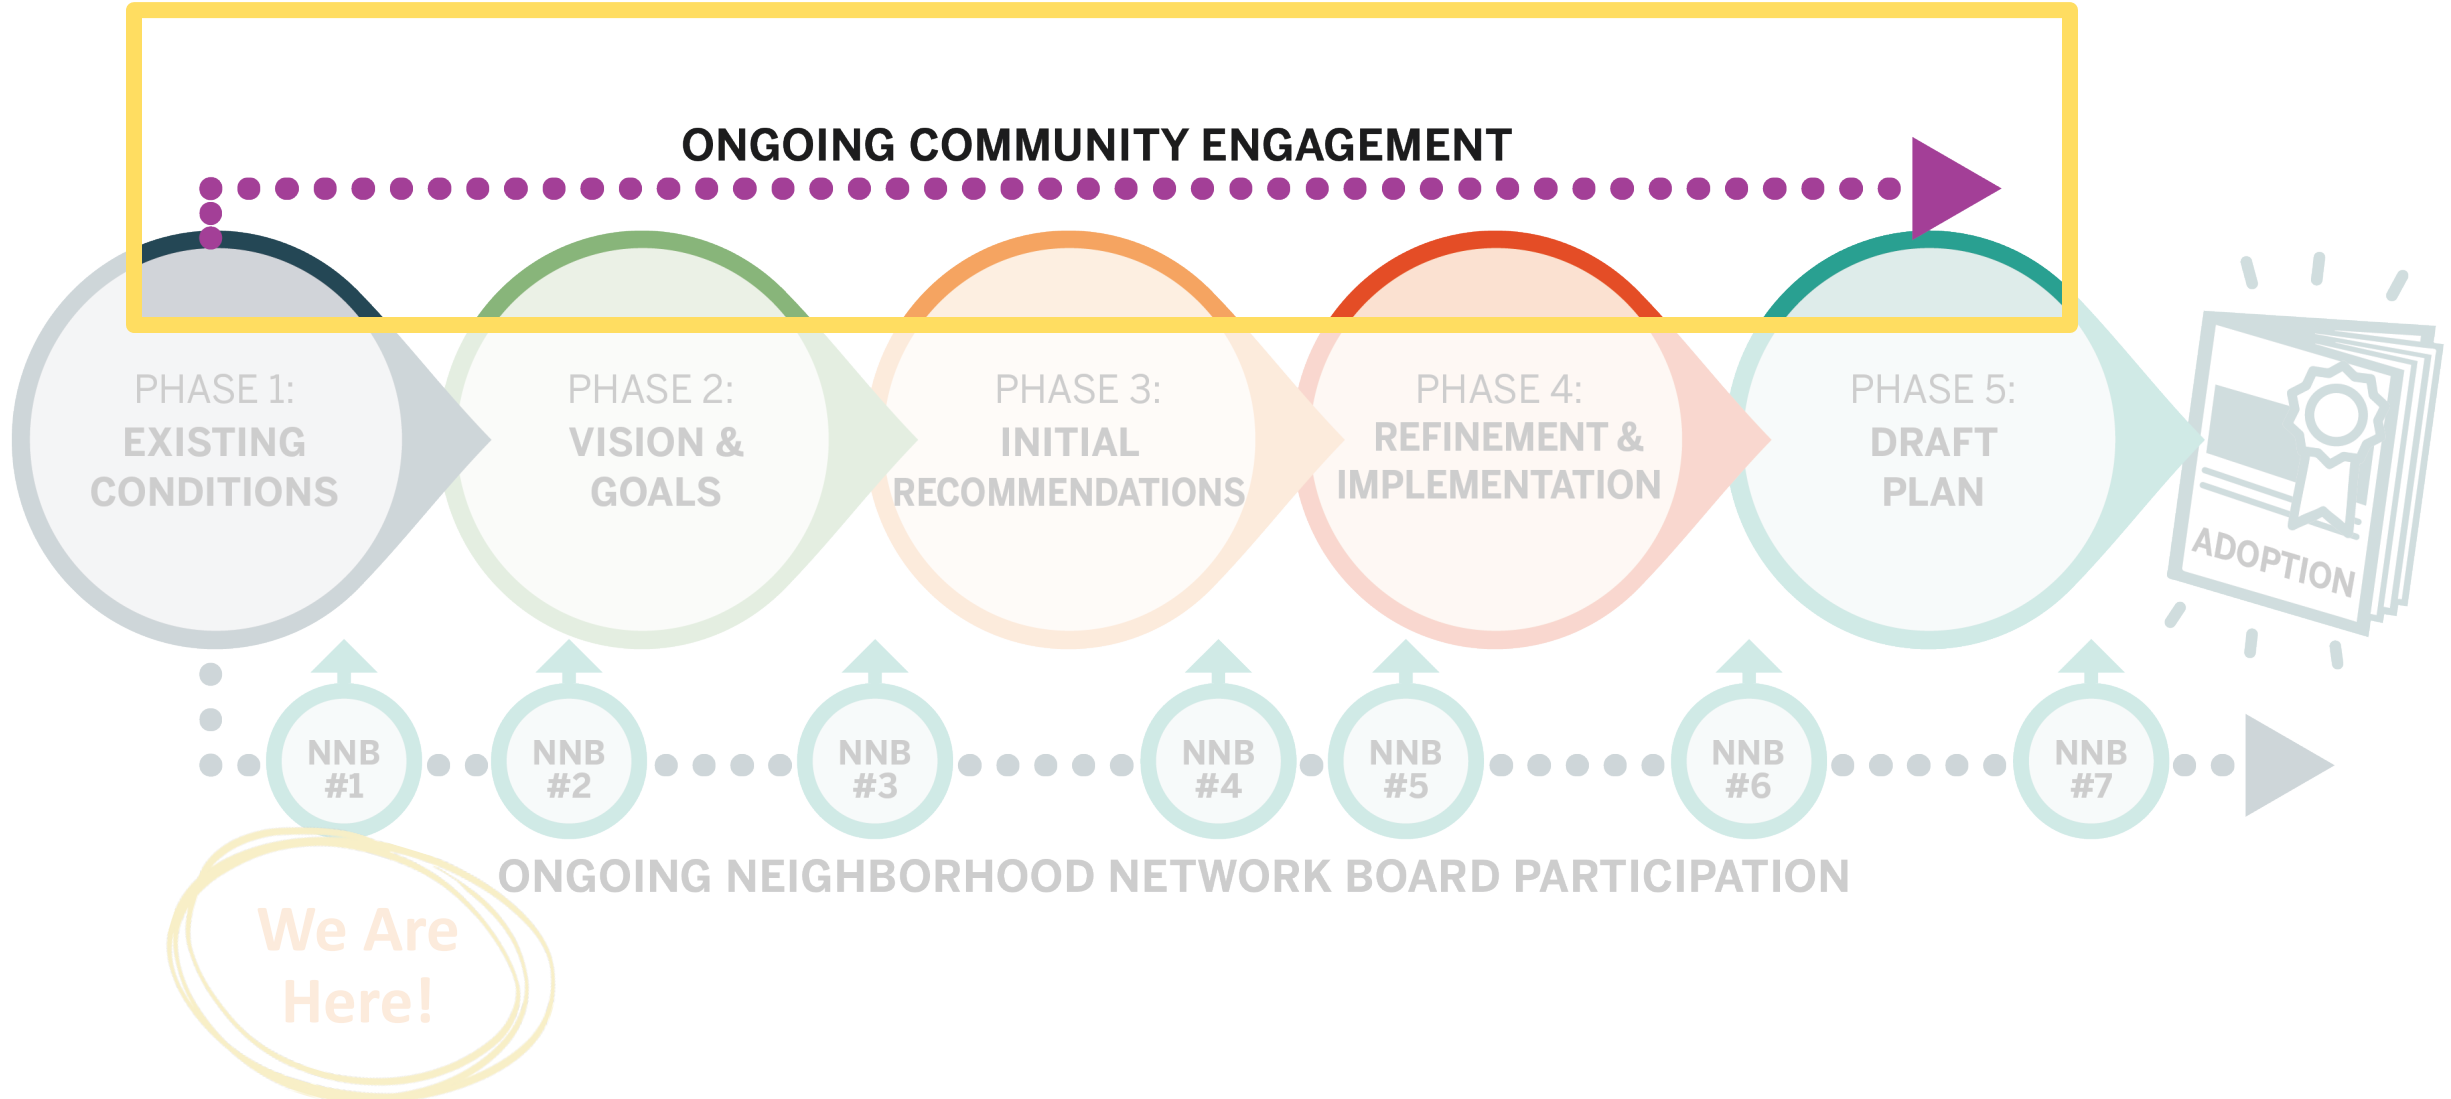 ONGOING COMMUNITY ENGAGEMENT
PHASE 1:
EXISTING
CONDITIONS
PHASE 2:
VISION &
GOALS
PHASE 3:
INITIAL
RECOMMENDATIONS
PHASE 4:
REFINEMENT &
IMPLEMENTATION
PHASE 5:
DRAFT
PLAN
ADOPTION
NNB
#1
NNB
#2
NNB
#3
NNB
#4
NNB
#5
NNB
#6
NNB
#7
ONGOING NEIGHBORHOOD NETWORK BOARD PARTICIPATION
We Are
Here!